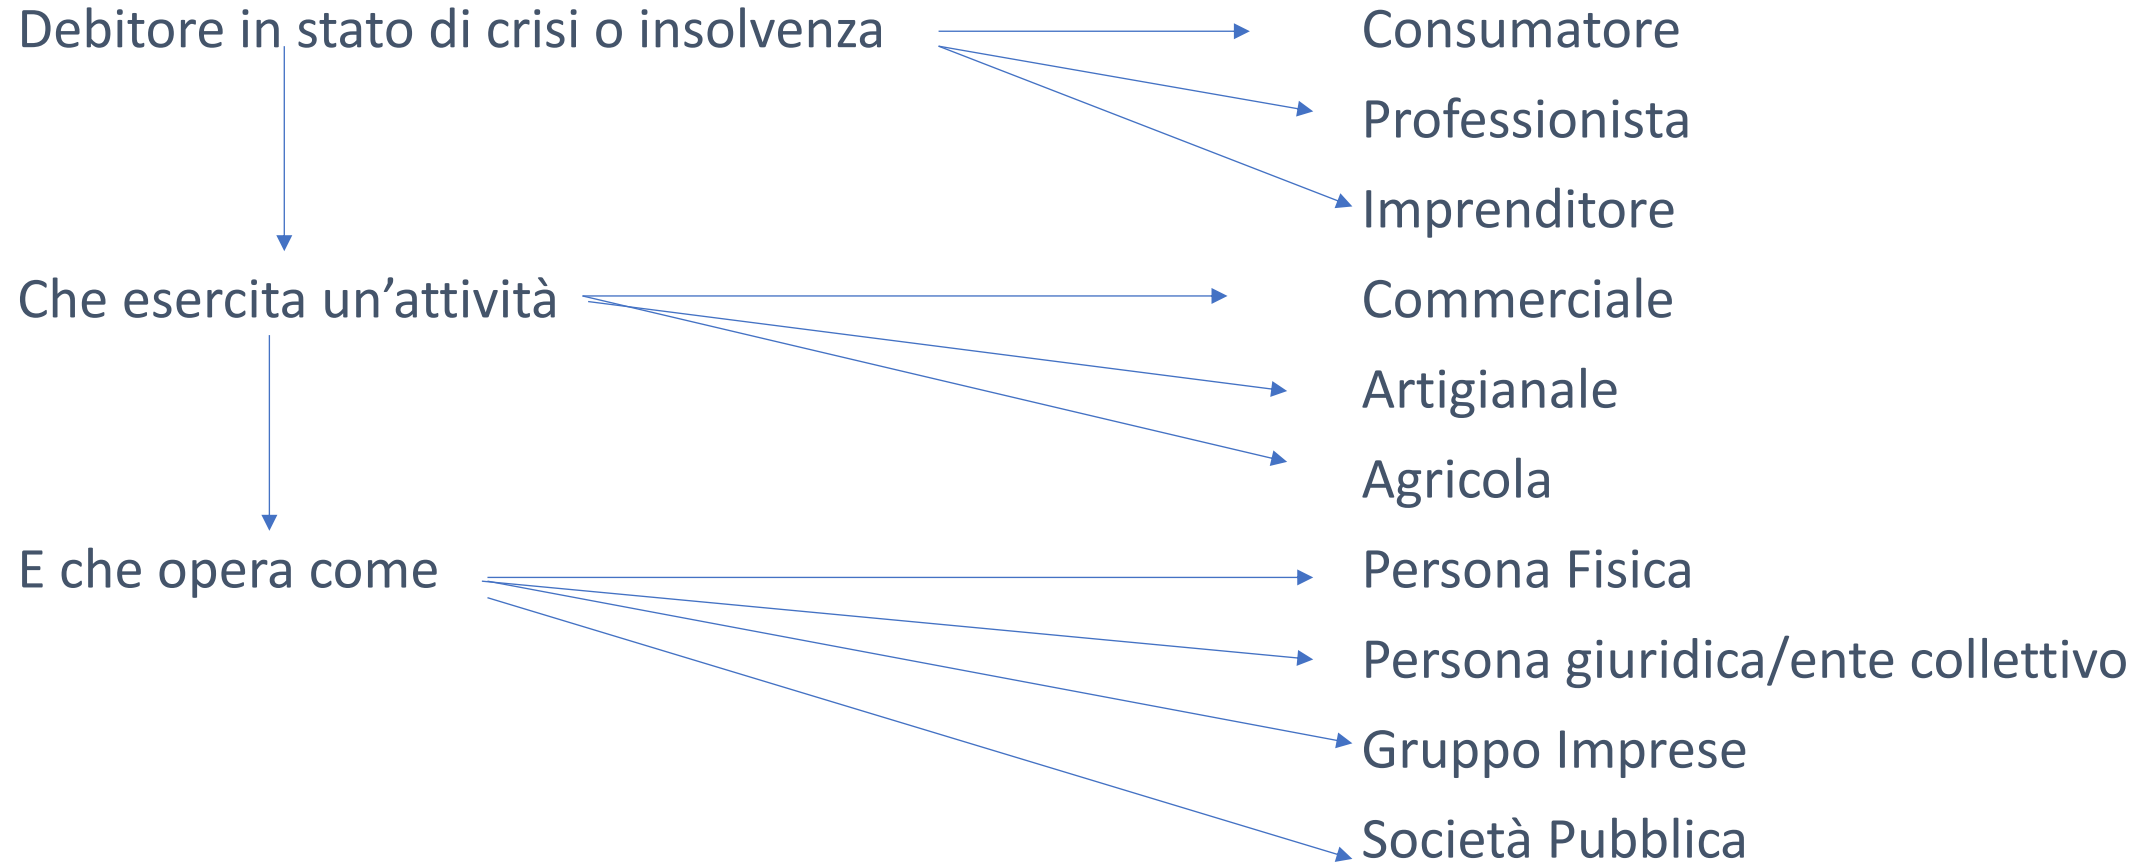 Debitore in stato di crisi o insolvenza
Consumatore
Professionista
Imprenditore
Che esercita un’attività
Commerciale
Artigianale
Agricola
E che opera come
Persona Fisica
Persona giuridica/ente collettivo
Gruppo Imprese
Società Pubblica